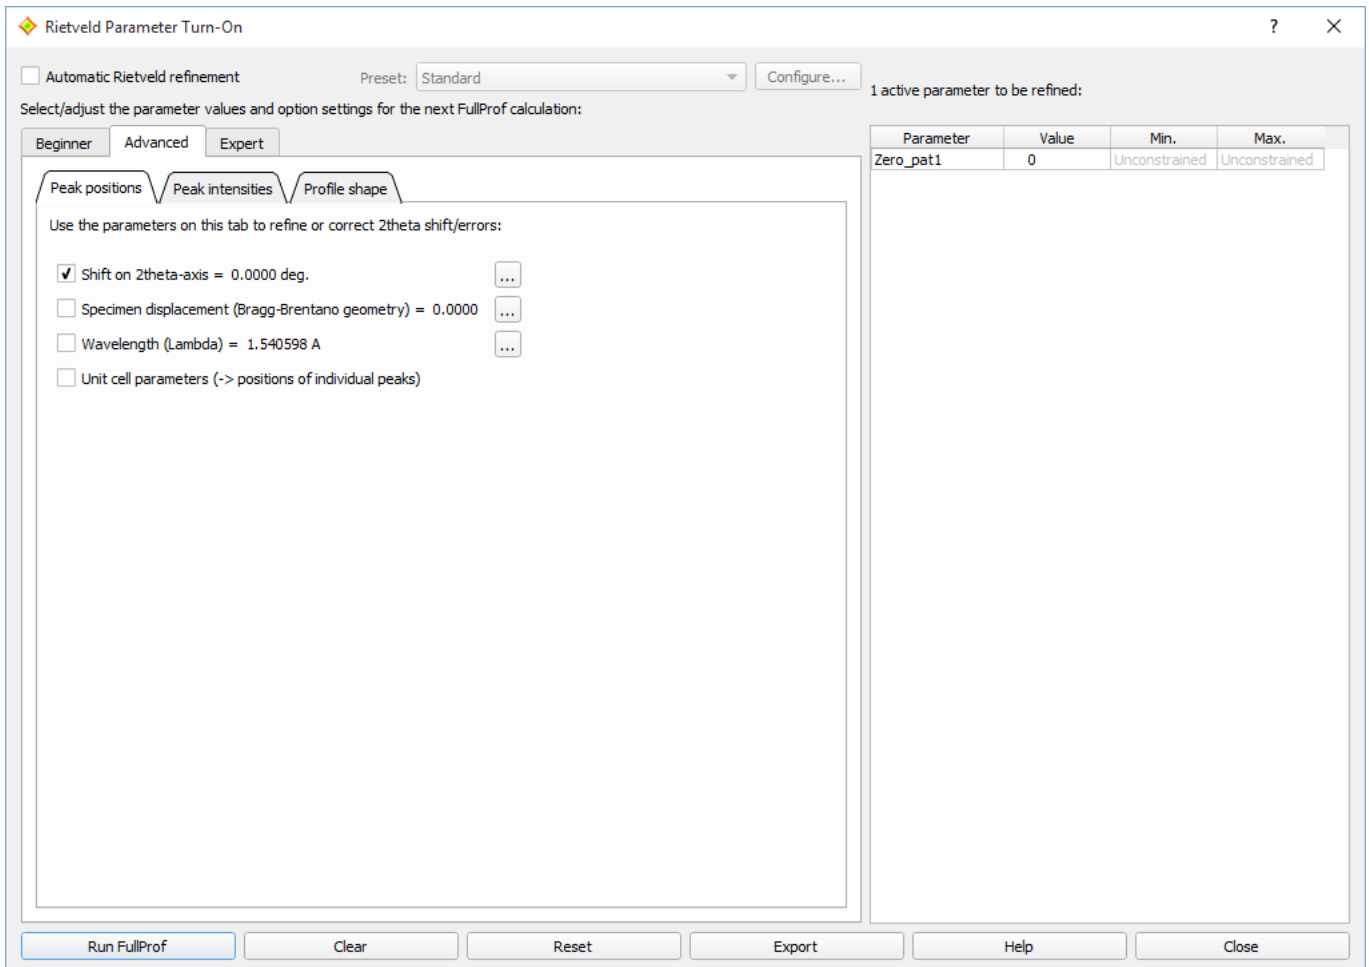 Rietveld Parameter Turn-On
?
Automatic Rietveld refinement Preset: Standard Configure...
Select/adjust the parameter values and option settings for the next FullProf calculation:
1 active parameter to be refined:
Beginner Advanced Expert
Parameter Value Min. Max.
Zero_pat1 0 Unconstrained Unconstrained
Peak positions Peak intensities Profile shape
Use the parameters on this tab to refine or correct 2theta shift/errors:
Shift on 2theta-axis = 0.0000 deg. ...
Specimen displacement (Bragg-Brentano geometry) = 0.0000 ...
Wavelength (Lambda) = 1.540598 A ...
Unit cell parameters (-> positions of individual peaks)
Run FullProf Clear Reset Export Help Close